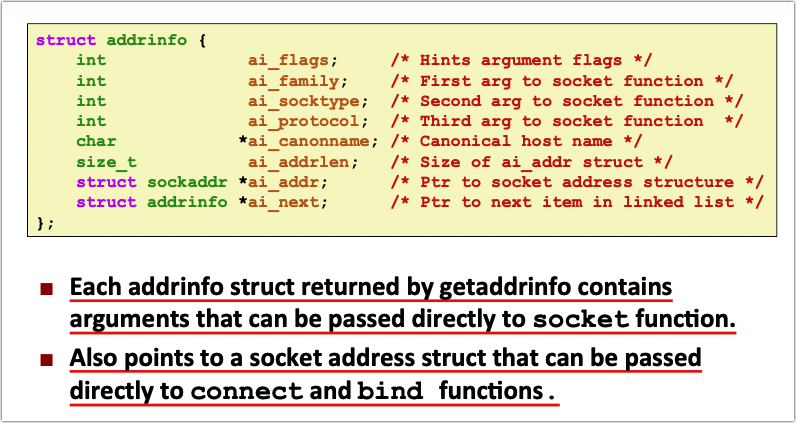 struct addrinfo {
    int              ai_flags;     /* Hints argument flags */
    int              ai_family;    /* First arg to socket function */
    int              ai_socktype;  /* Second arg to socket function */
    int              ai_protocol;  /* Third arg to socket function  */
    char            *ai_canonname; /* Canonical host name */
    size_t           ai_addrlen;   /* Size of ai_addr struct */
    struct sockaddr *ai_addr;      /* Ptr to socket address structure */
    struct addrinfo *ai_next;      /* Ptr to next item in linked list */
};
■ Each addrinfo struct returned by getaddrinfo contains
arguments that can be passed directly to socket function.
■ Also points to a socket address struct that can be passed
directly to connect and bind functions.